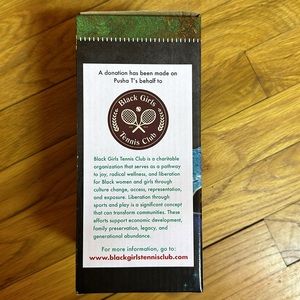 A donation has been made on
Pusha T's behalf to
Black Girls
Tennis Club
Black Girls Tennis Club is a charitable
organization that serves as a pathway
to joy, radical wellness, and liberation
for Black women and girls through
culture change, access, representation,
and exposure. Liberation through
sports and play is a significant concept
that can transform communities. These
efforts support economic development,
family preservation, legacy, and
generational abundance.
For more information, go to:
www.blackgirlstennisclub.com